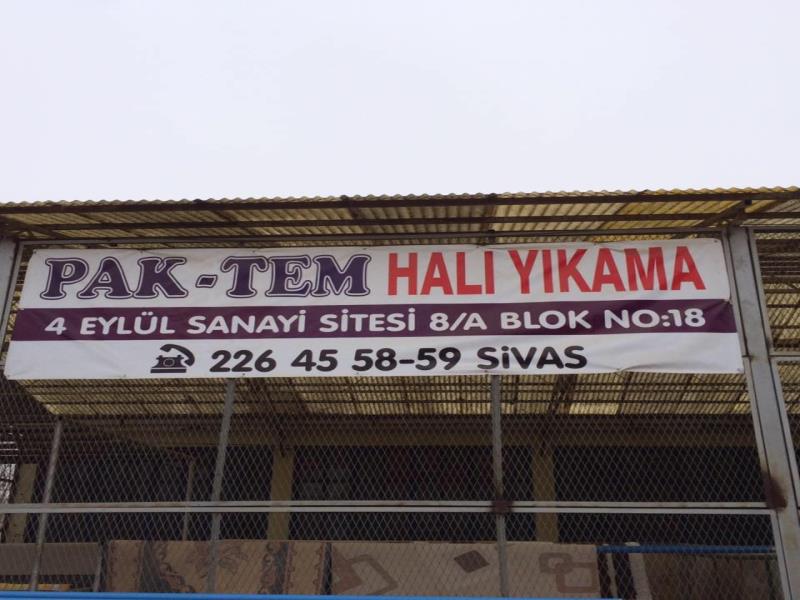 PAK-TEM HALI YIKAMA
4 EYLÜL SANAYİ SİTESİ 8/A BLOK NO:18
226 45 58-59 SİVAS